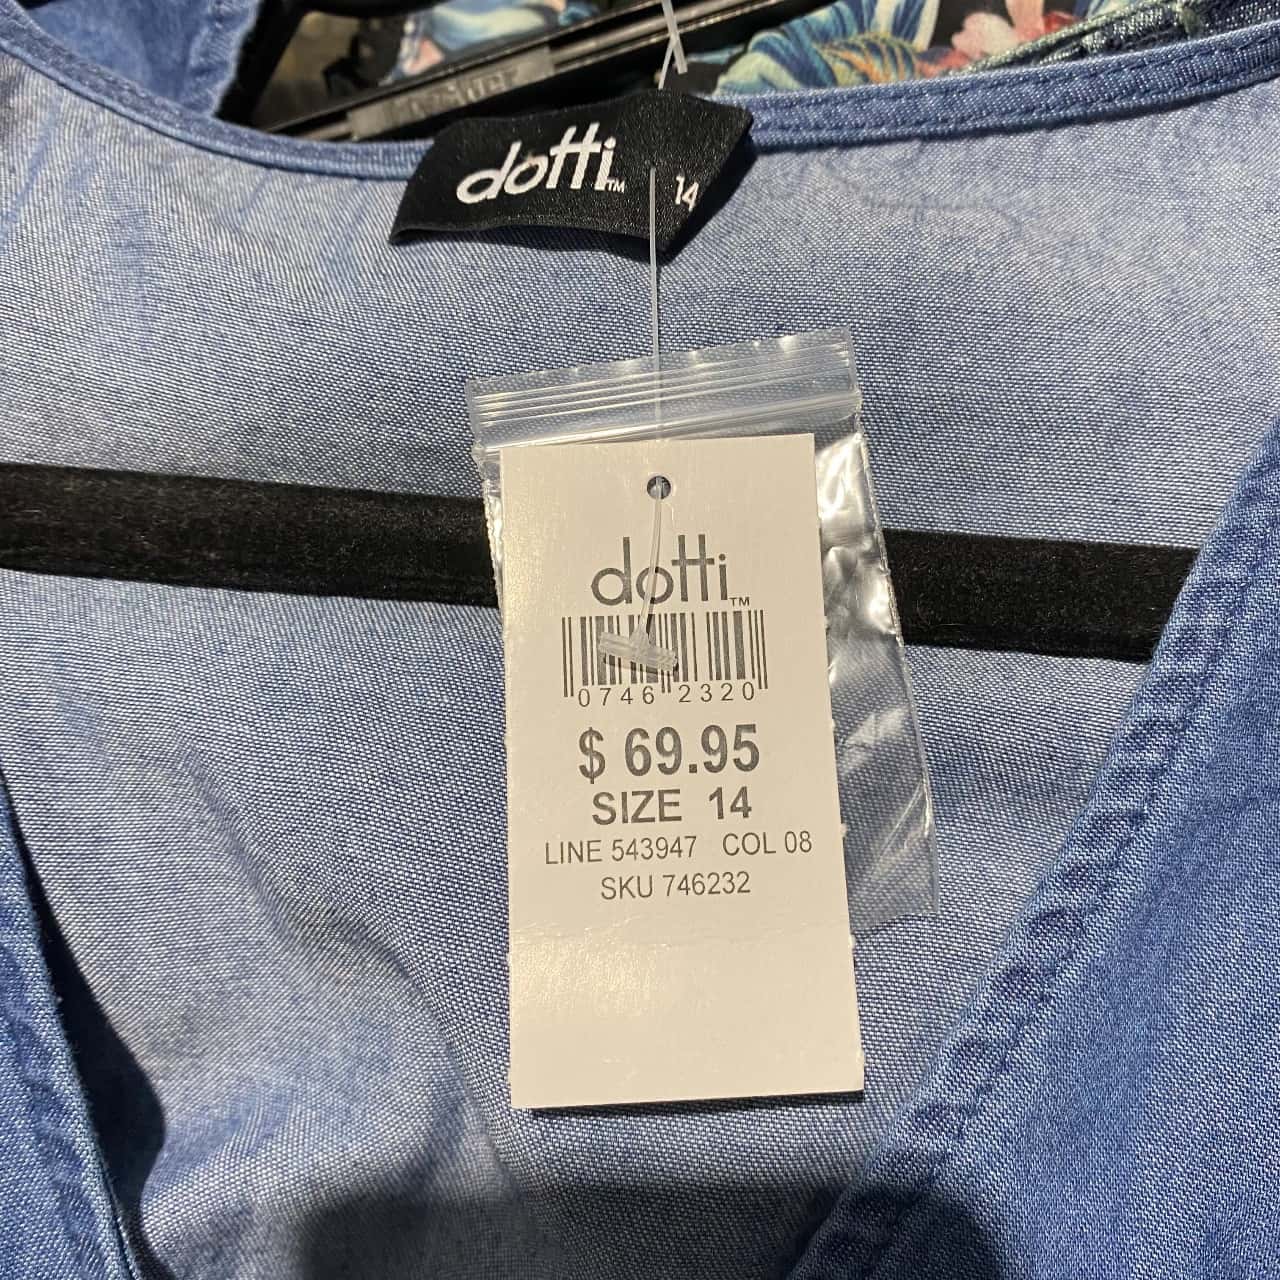 dotti™ 14
dotti™
0746 2320
$ 69.95
SIZE 14
LINE 543947 COL 08
SKU 746232